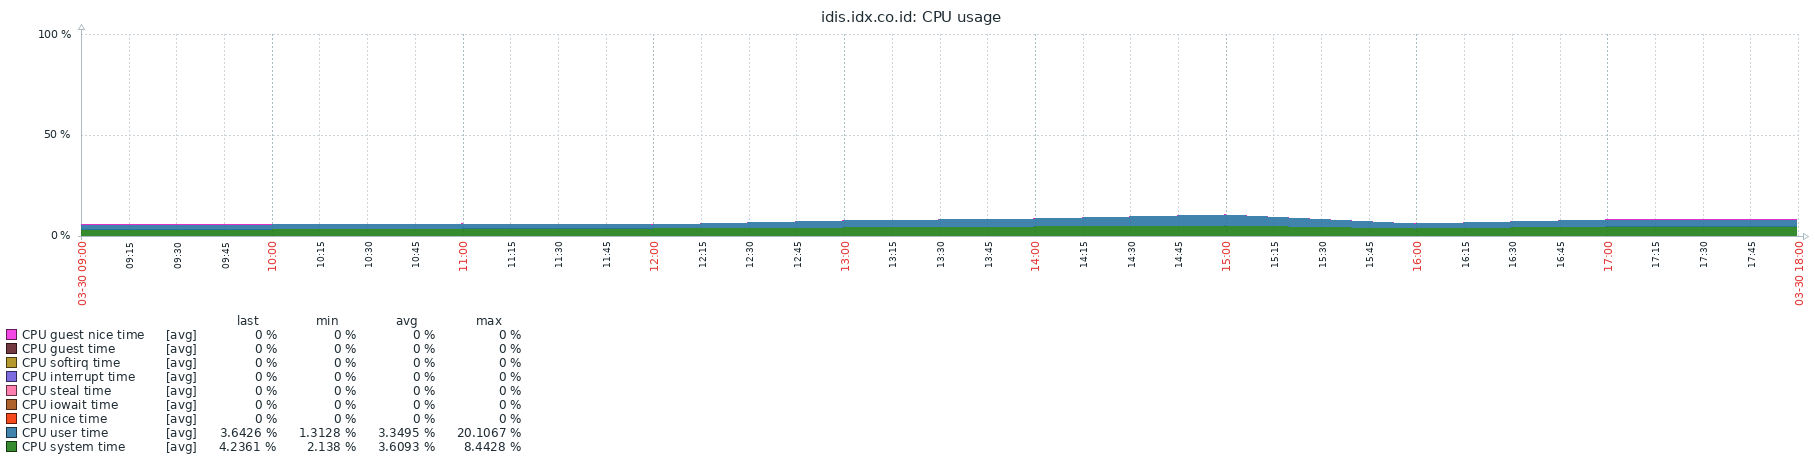 idis.idx.co.id: CPU usage
100 %
50 %
0 %
03-30 09:00 09:15 09:30 09:45 10:00 10:15 10:30 10:45 11:00 11:15 11:30 11:45 12:00 12:15 12:30 12:45 13:00 13:15 13:30 13:45 14:00 14:15 14:30 14:45 15:00 15:15 15:30 15:45 16:00 16:15 16:30 16:45 17:00 17:15 17:30 17:45 03-30 18:00
last min avg max
CPU guest nice time [avg] 0 % 0 % 0 % 0 %
CPU guest time [avg] 0 % 0 % 0 % 0 %
CPU softirq time [avg] 0 % 0 % 0 % 0 %
CPU interrupt time [avg] 0 % 0 % 0 % 0 %
CPU steal time [avg] 0 % 0 % 0 % 0 %
CPU iowait time [avg] 0 % 0 % 0 % 0 %
CPU nice time [avg] 0 % 0 % 0 % 0 %
CPU user time [avg] 3.6426 % 1.3128 % 3.3495 % 20.1067 %
CPU system time [avg] 4.2361 % 2.138 % 3.6093 % 8.4428 %